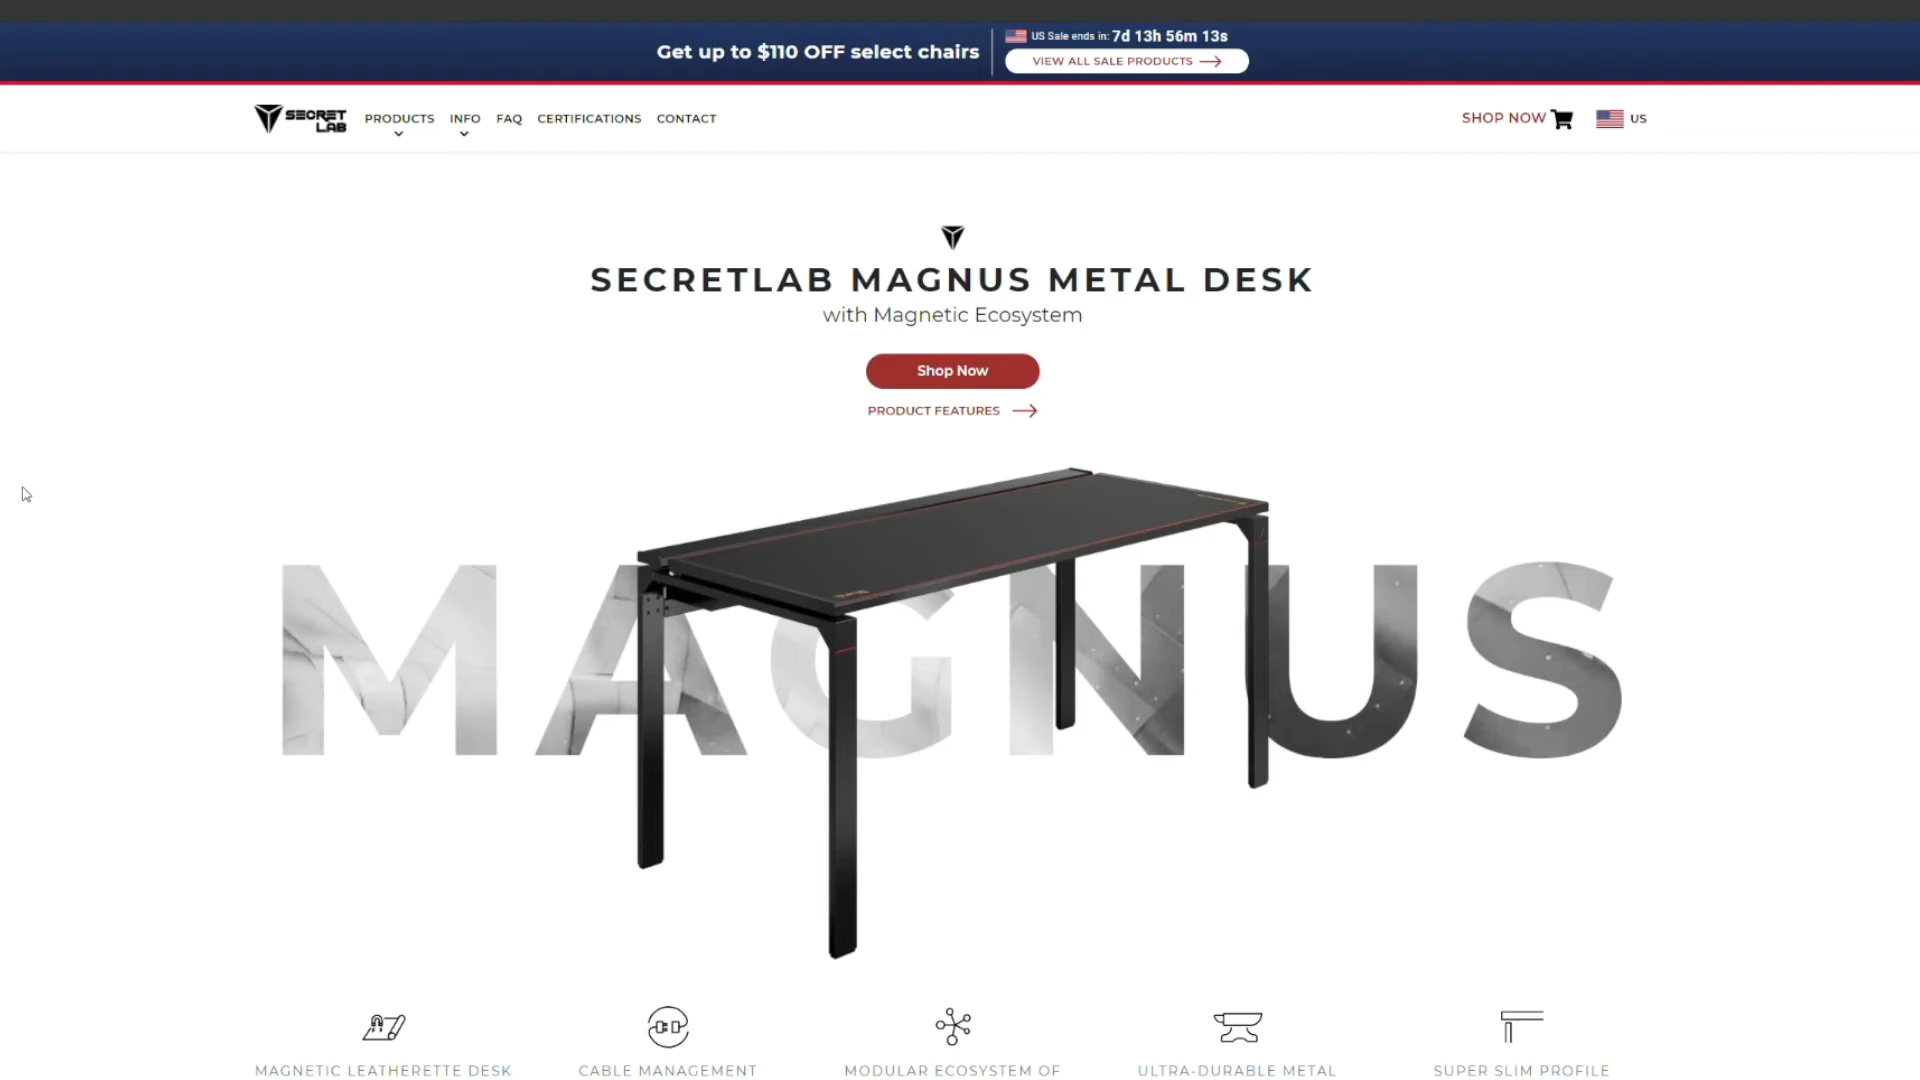 Get up to $110 OFF select chairs
US Sale ends in: 7d 13h 56m 13s
VIEW ALL SALE PRODUCTS
SECRET
LAB
PRODUCTS
INFO
FAQ
CERTIFICATIONS
CONTACT
SHOP NOW
US
SECRETLAB MAGNUS METAL DESK
with Magnetic Ecosystem
Shop Now
PRODUCT FEATURES
MAGNUS
MAGNETIC LEATHERETTE DESK
CABLE MANAGEMENT
MODULAR ECOSYSTEM OF
ULTRA-DURABLE METAL
SUPER SLIM PROFILE